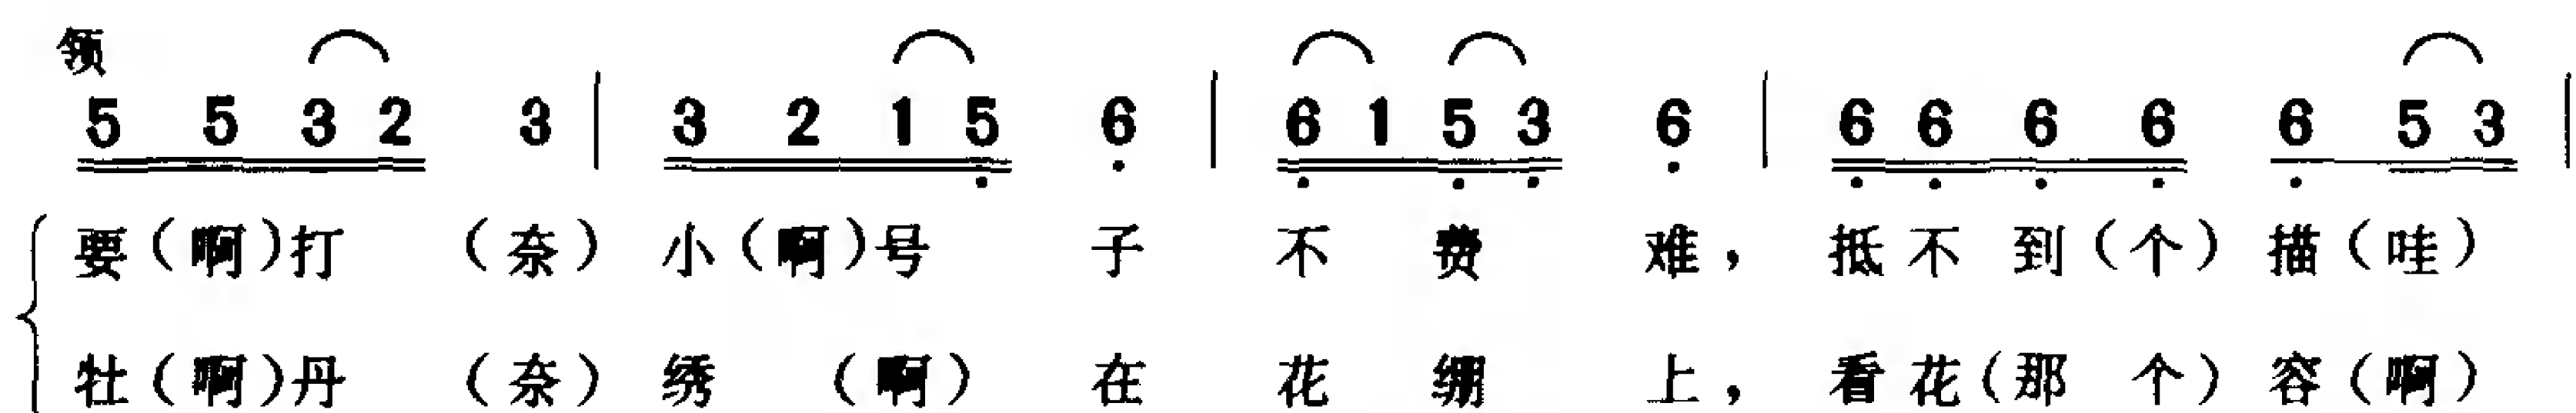 领
5 5 3 2 3 | 3 2 1 5 6 | 6 1 5 3 6 | 6 6 6 6 6 5 3 |
要（啊）打 （奈）小（啊）号 子 不 费 难，抵 不 到（个）描（哇）
牡（啊）丹 （奈）绣 （啊） 在 花 绷 上，看 花（那 个）容（啊）